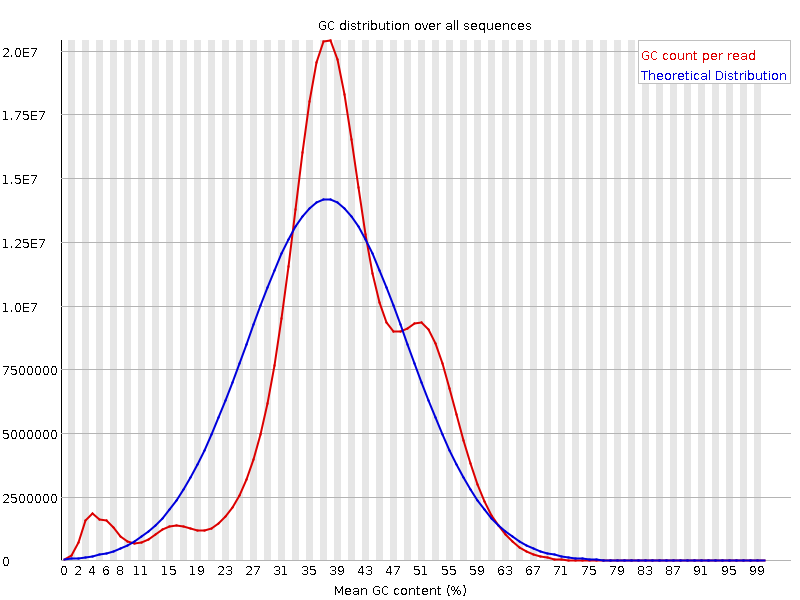 GC distribution over all sequences
GC count per read
Theoretical Distribution
2.0E7
1.75E7
1.5E7
1.25E7
1.0E7
7500000
5000000
2500000
0
0 2 4 6 8 11 15 19 23 27 31 35 39 43 47 51 55 59 63 67 71 75 79 83 87 91 95 99
Mean GC content (%)